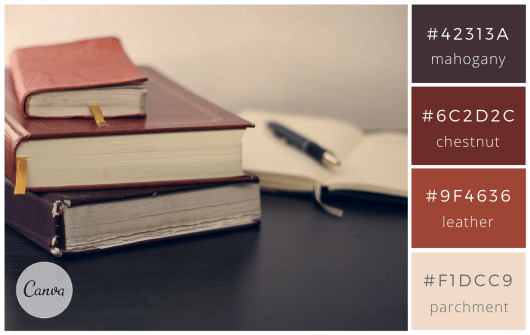 #42313A
mahogany
#6C2D2C
chestnut
#9F4636
leather
#F1DCC9
parchment
Canva